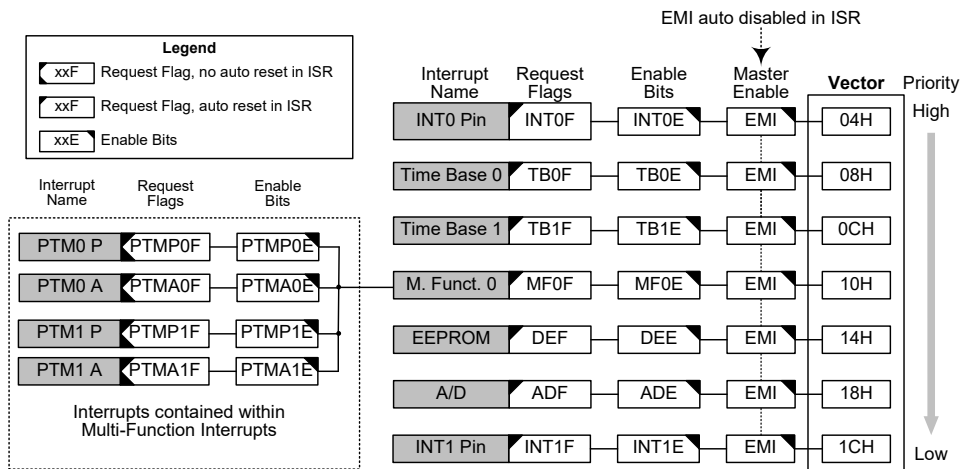 EMI auto disabled in ISR
Legend
xxF Request Flag, no auto reset in ISR
xxF Request Flag, auto reset in ISR
xxE Enable Bits
Interrupt Name Request Flags Enable Bits Master Enable Vector Priority
High
INT0 Pin INT0F INT0E EMI 04H
Time Base 0 TB0F TB0E EMI 08H
Time Base 1 TB1F TB1E EMI 0CH
M. Funct. 0 MF0F MF0E EMI 10H
EEPROM DEF DEE EMI 14H
A/D ADF ADE EMI 18H
INT1 Pin INT1F INT1E EMI 1CH
Low
Interrupt Name Request Flags Enable Bits
PTM0 P PTMP0F PTMP0E
PTM0 A PTMA0F PTMA0E
PTM1 P PTMP1F PTMP1E
PTM1 A PTMA1F PTMA1E
Interrupts contained within
Multi-Function Interrupts